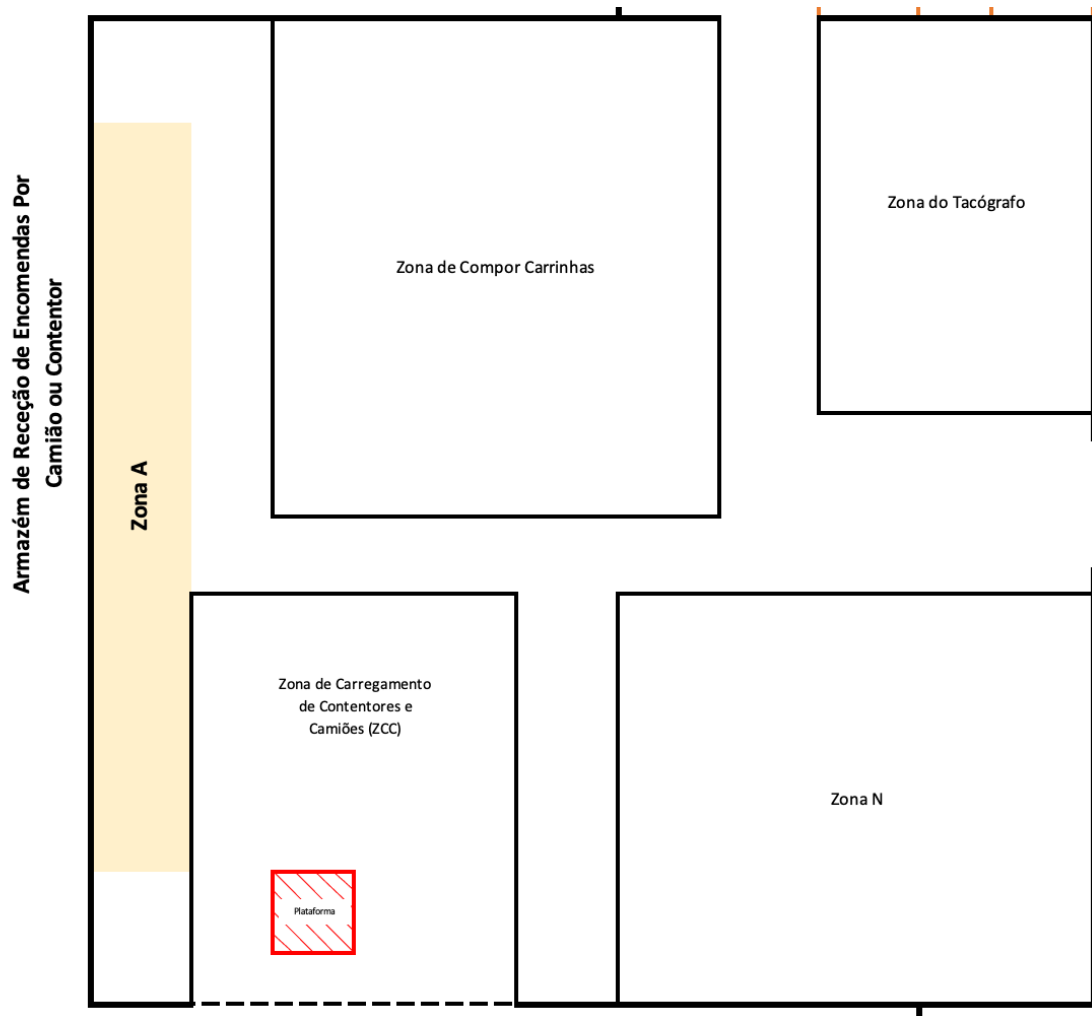 Armazém de Receção de Encomendas Por
Camião ou Contentor
Zona A
Zona de Compor Carrinhas
Zona do Tacógrafo
Zona de Carregamento
de Contentores e
Camiões (ZCC)
Plataforma
Zona N